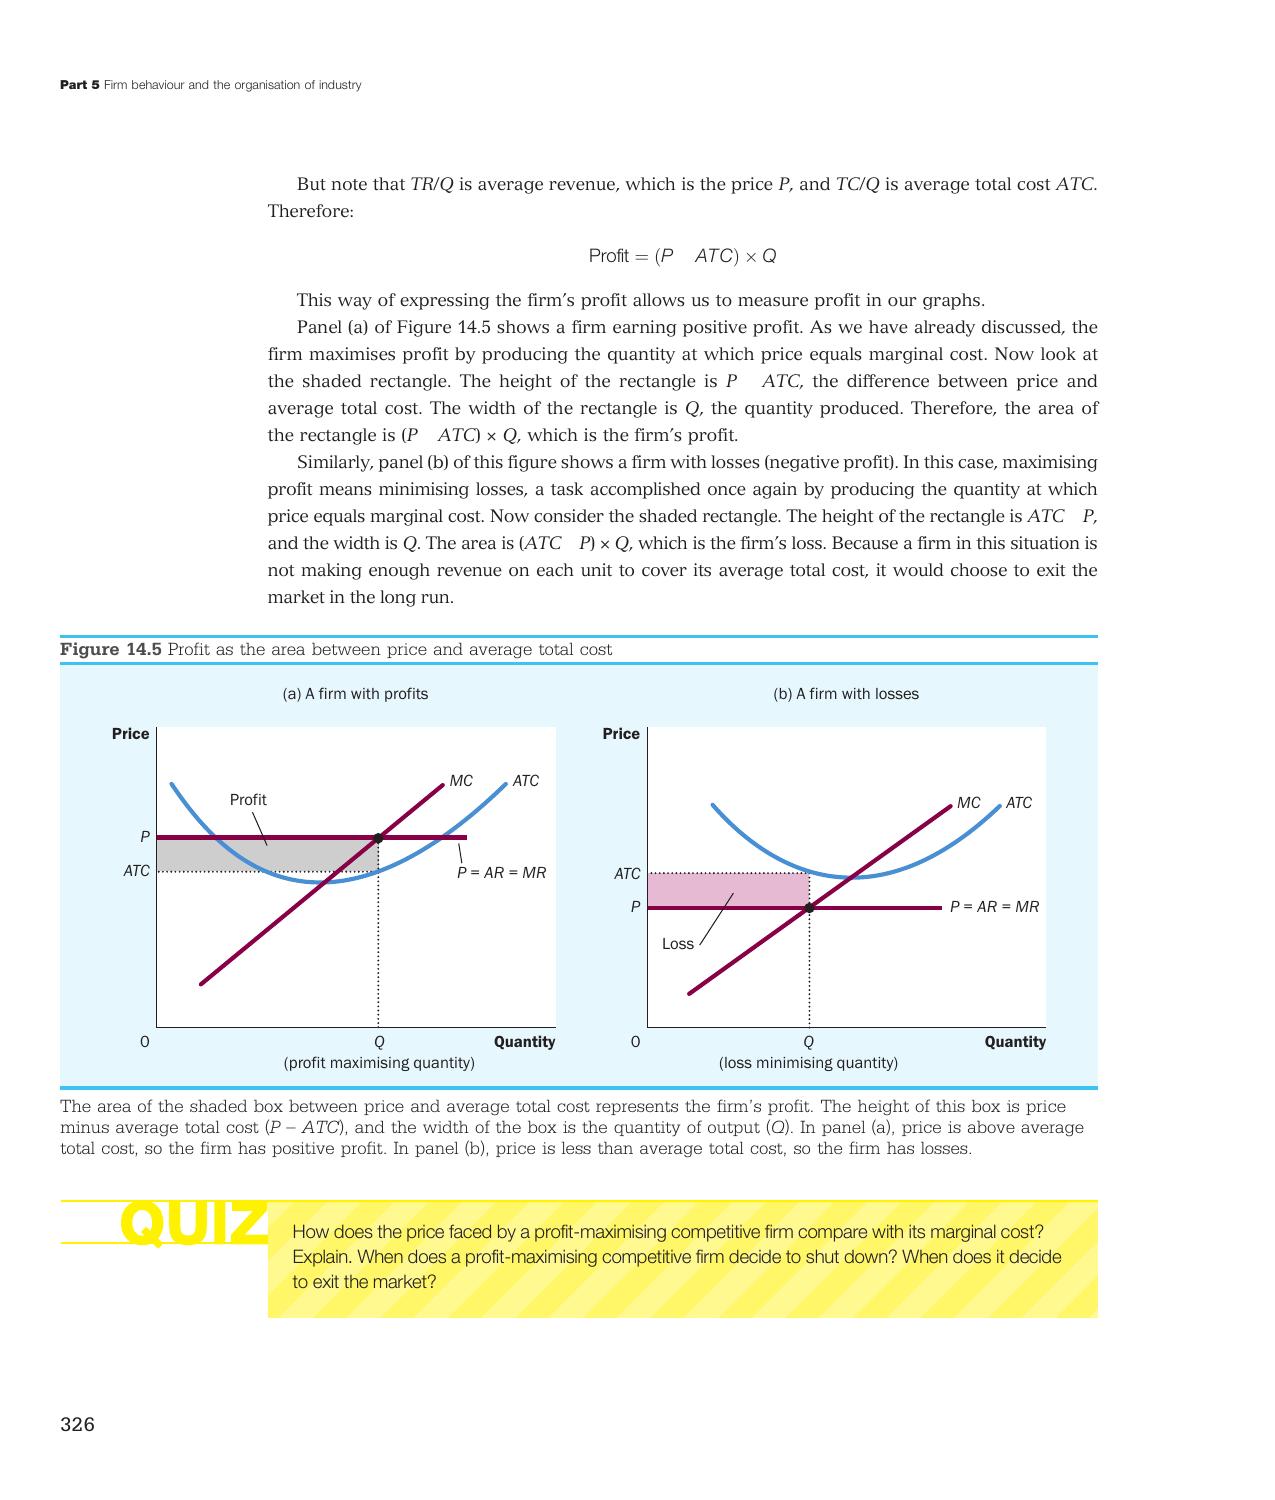 Part 5 Firm behaviour and the organisation of industry
But note that TR/Q is average revenue, which is the price P, and TC/Q is average total cost ATC.
Therefore:
Profit = (P ATC) × Q
This way of expressing the firm's profit allows us to measure profit in our graphs.
Panel (a) of Figure 14.5 shows a firm earning positive profit. As we have already discussed, the
firm maximises profit by producing the quantity at which price equals marginal cost. Now look at
the shaded rectangle. The height of the rectangle is P ATC, the difference between price and
average total cost. The width of the rectangle is Q, the quantity produced. Therefore, the area of
the rectangle is (P ATC) × Q, which is the firm's profit.
Similarly, panel (b) of this figure shows a firm with losses (negative profit). In this case, maximising
profit means minimising losses, a task accomplished once again by producing the quantity at which
price equals marginal cost. Now consider the shaded rectangle. The height of the rectangle is ATC P,
and the width is Q. The area is (ATC P) × Q, which is the firm's loss. Because a firm in this situation is
not making enough revenue on each unit to cover its average total cost, it would choose to exit the
market in the long run.
Figure 14.5 Profit as the area between price and average total cost
(a) A firm with profits
Price
MC
ATC
Profit
P
ATC
P = AR = MR
0
Q
Quantity
(profit maximising quantity)
(b) A firm with losses
Price
MC
ATC
ATC
P
P = AR = MR
Loss
0
Q
Quantity
(loss minimising quantity)
The area of the shaded box between price and average total cost represents the firm's profit. The height of this box is price
minus average total cost (P – ATC), and the width of the box is the quantity of output (Q). In panel (a), price is above average
total cost, so the firm has positive profit. In panel (b), price is less than average total cost, so the firm has losses.
QUIZ
How does the price faced by a profit-maximising competitive firm compare with its marginal cost?
Explain. When does a profit-maximising competitive firm decide to shut down? When does it decide
to exit the market?
326